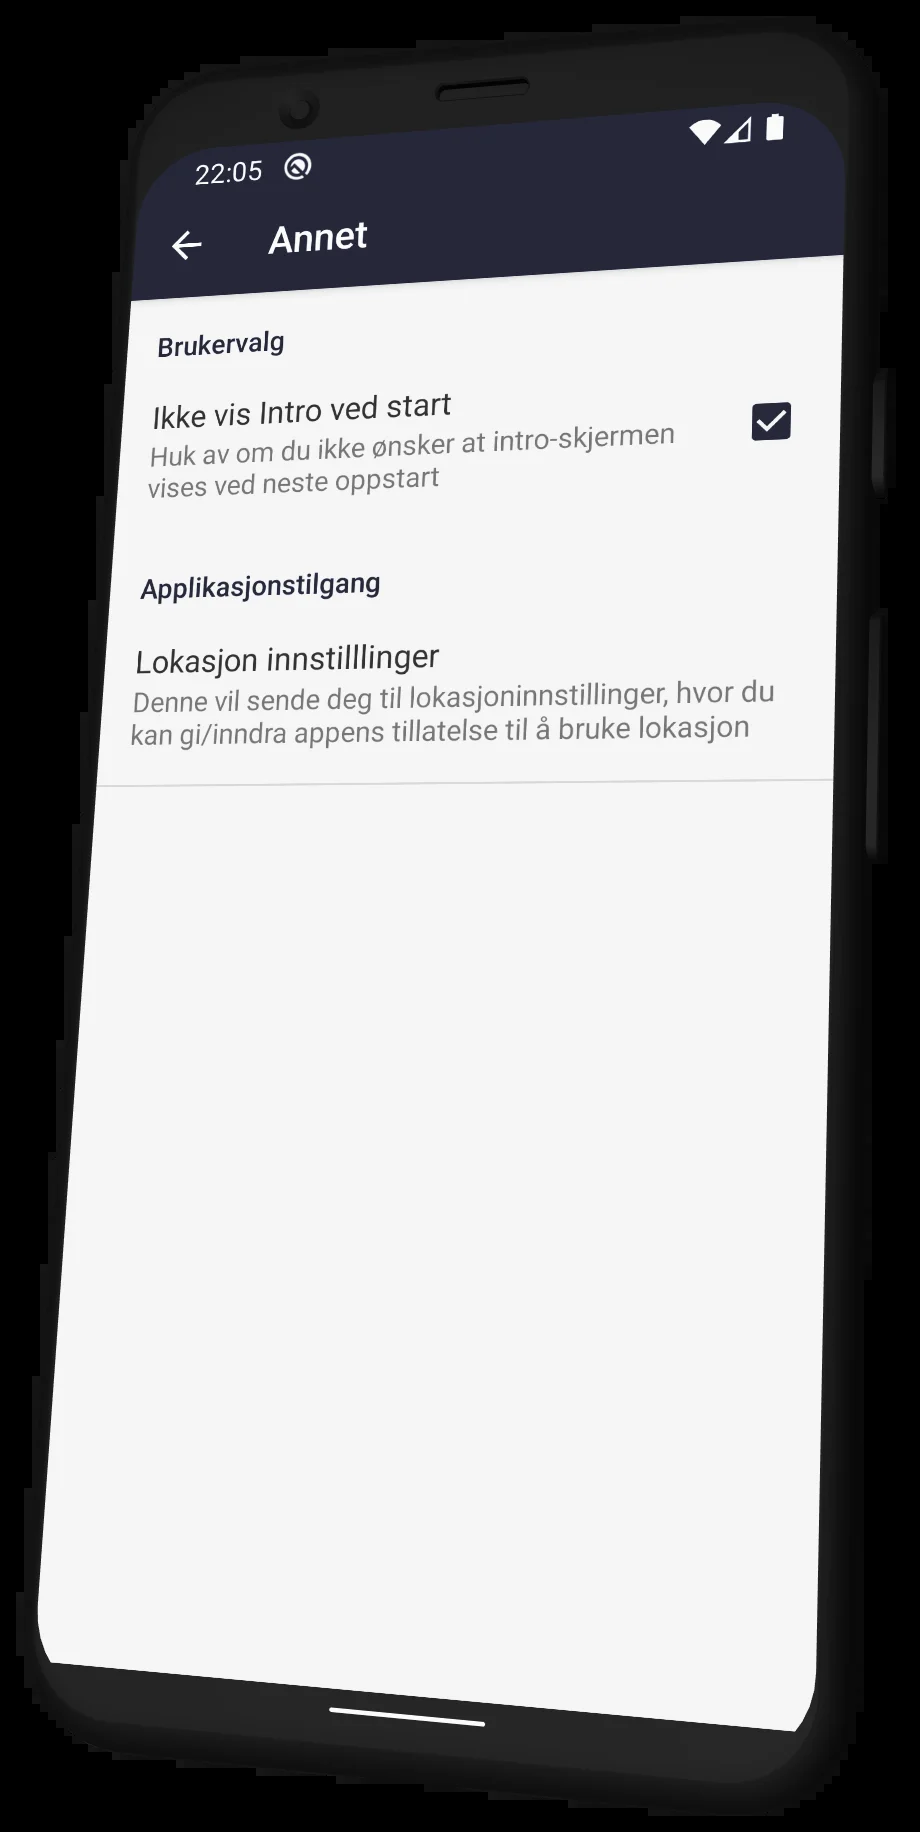 22:05
Annet
Brukervalg
Ikke vis Intro ved start
Huk av om du ikke ønsker at intro-skjermen
vises ved neste oppstart
Applikasjonstilgang
Lokasjon innstilllinger
Denne vil sende deg til lokasjoninnstillinger, hvor du
kan gi/inndra appens tillatelse til å bruke lokasjon